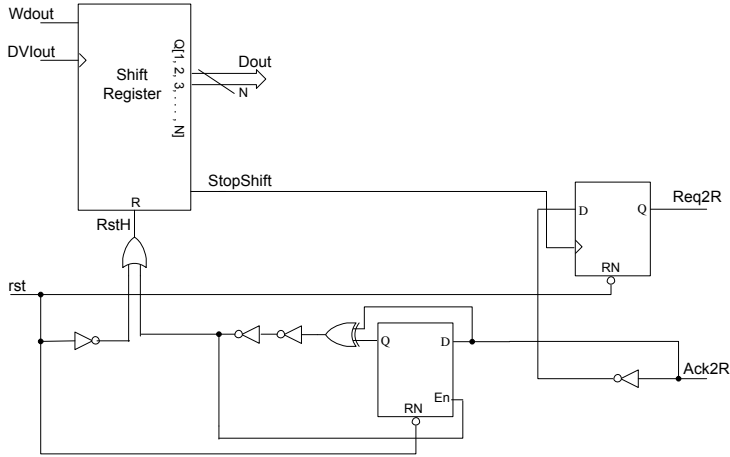 Wdout
DVIout
Shift
Register
Q[1, 2, 3, . . . . , N]
Dout
N
R
StopShift
RstH
D
Q
Req2R
RN
rst
Q
D
En
RN
Ack2R